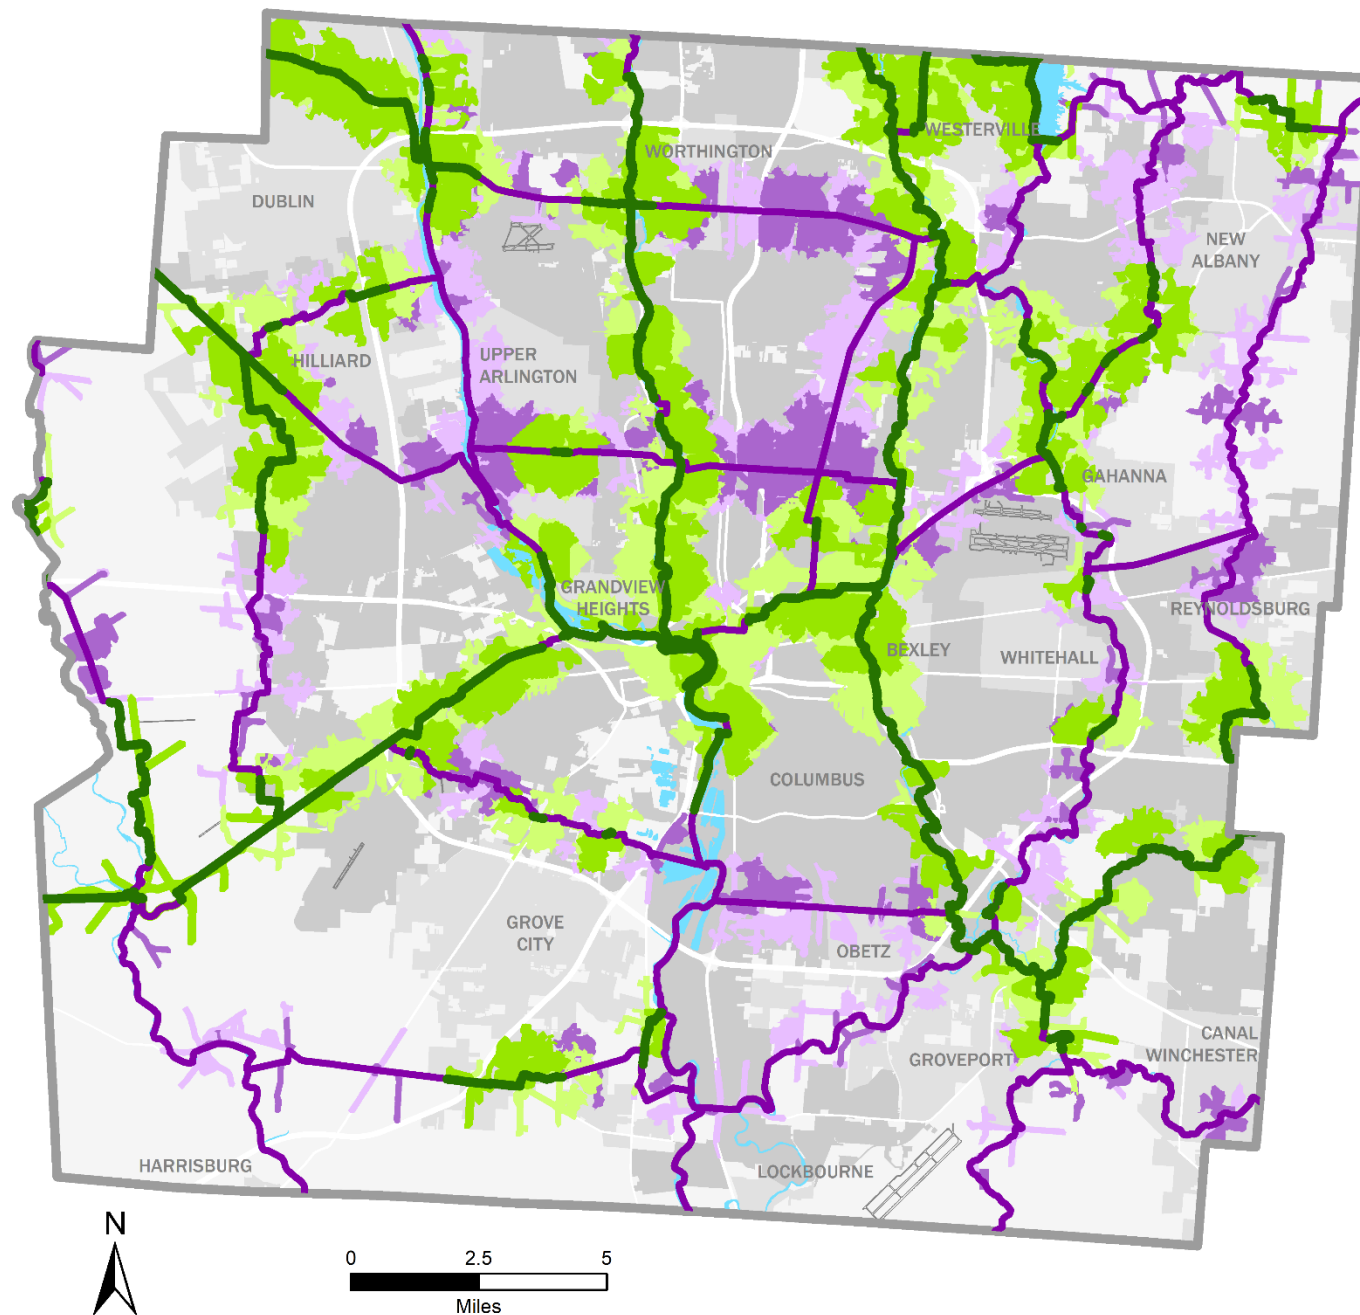 WESTERVILLE
WORTHINGTON
DUBLIN
NEW
ALBANY
HILLIARD
UPPER
ARLINGTON
GAHANNA
GRANDVIEW
HEIGHTS
REYNOLDSBURG
BEXLEY
WHITEHALL
COLUMBUS
GROVE
CITY
OBETZ
CANAL
WINCHESTER
GROVEPORT
HARRISBURG
LOCKBOURNE
N
0 2.5 5
Miles